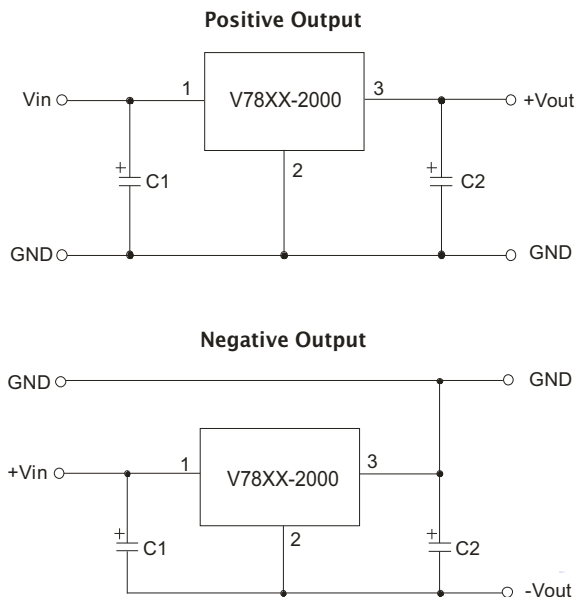 Positive Output
Vin
1
V78XX-2000
3
+Vout
2
+
C1
+
C2
GND
GND
Negative Output
GND
GND
+Vin
1
V78XX-2000
3
2
+
C1
+
C2
-Vout